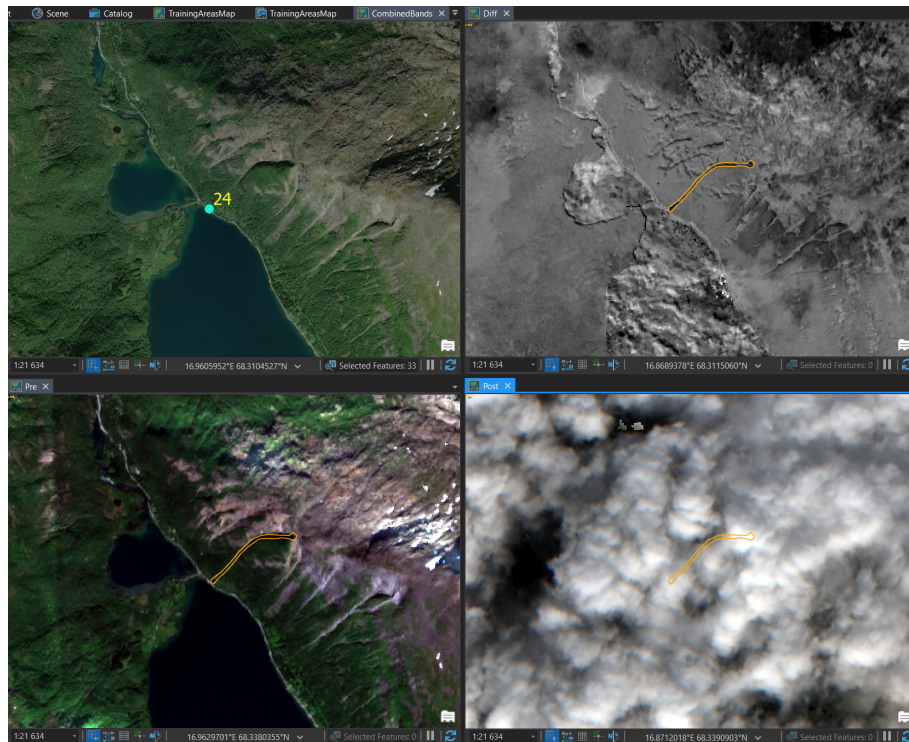 t Scene Catalog TrainingAreasMap TrainingAreasMap CombinedBands
Diff
24
1:21 634 16.9605952°E 68.3104527°N Selected Features: 33
1:21 634 16.8689378°E 68.3115060°N Selected Features: 0
Pre
Post
1:21 634 16.9629701°E 68.3380355°N Selected Features: 0
1:21 634 16.8712018°E 68.3390903°N Selected Features: 0